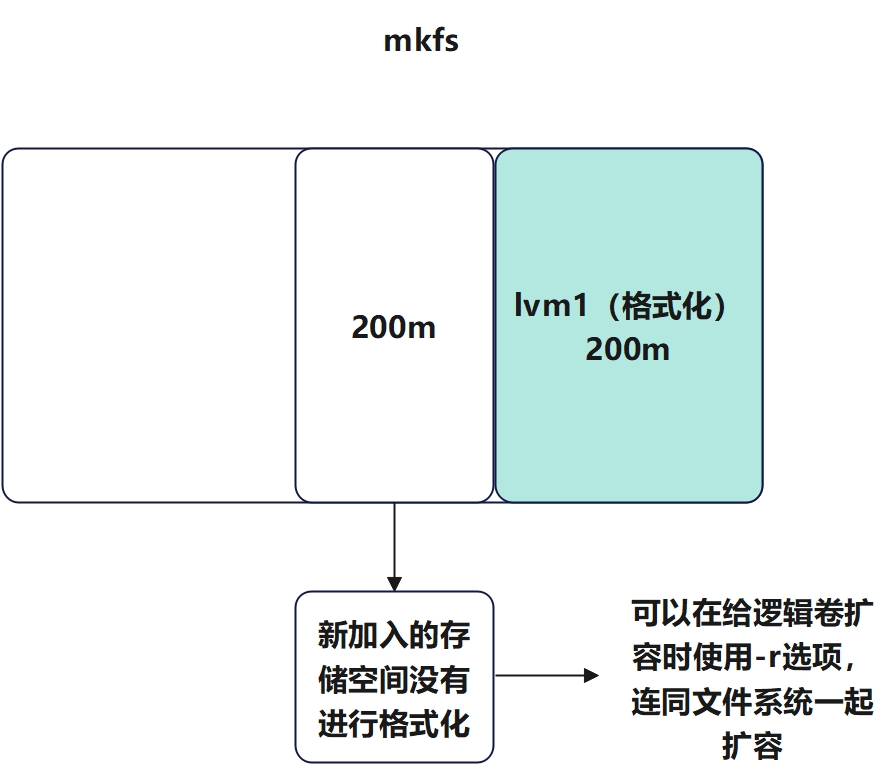 mkfs
200m
lvm1（格式化）
200m
新加入的存
储空间没有
进行格式化
可以在给逻辑卷扩
容时使用-r选项，
连同文件系统一起
扩容